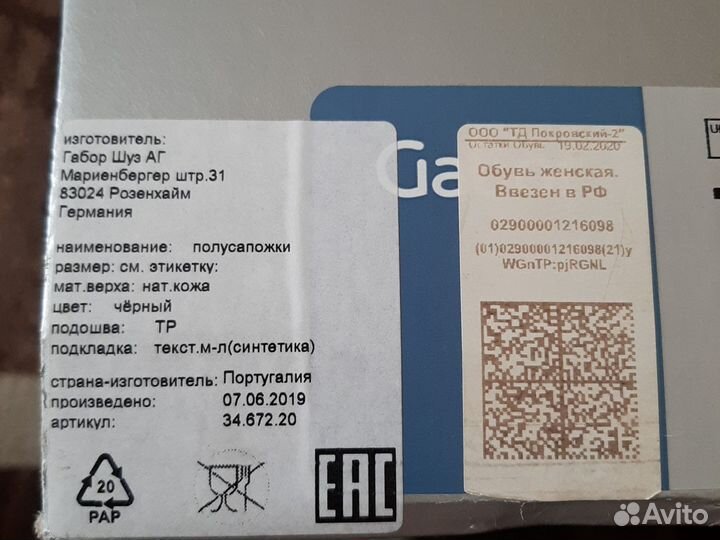 изготовитель:
Габор Шуз АГ
Мариенбергер штр.31
83024 Розенхайм
Германия
наименование: полусапожки
размер: см. этикетку:
мат.верха: нат.кожа
цвет: чёрный
подошва: ТР
подкладка: текст.м-л(синтетика)
страна-изготовитель: Португалия
произведено: 07.06.2019
артикул: 34.672.20
20
PAP
EAC
Ga
ООО "ТД Покровский-2"
Остатки Обувь 19.02.2020
Обувь женская.
Ввезен в РФ
02900001216098
(01)02900001216098(21)y
WGnTP:pjRGNL
Avito